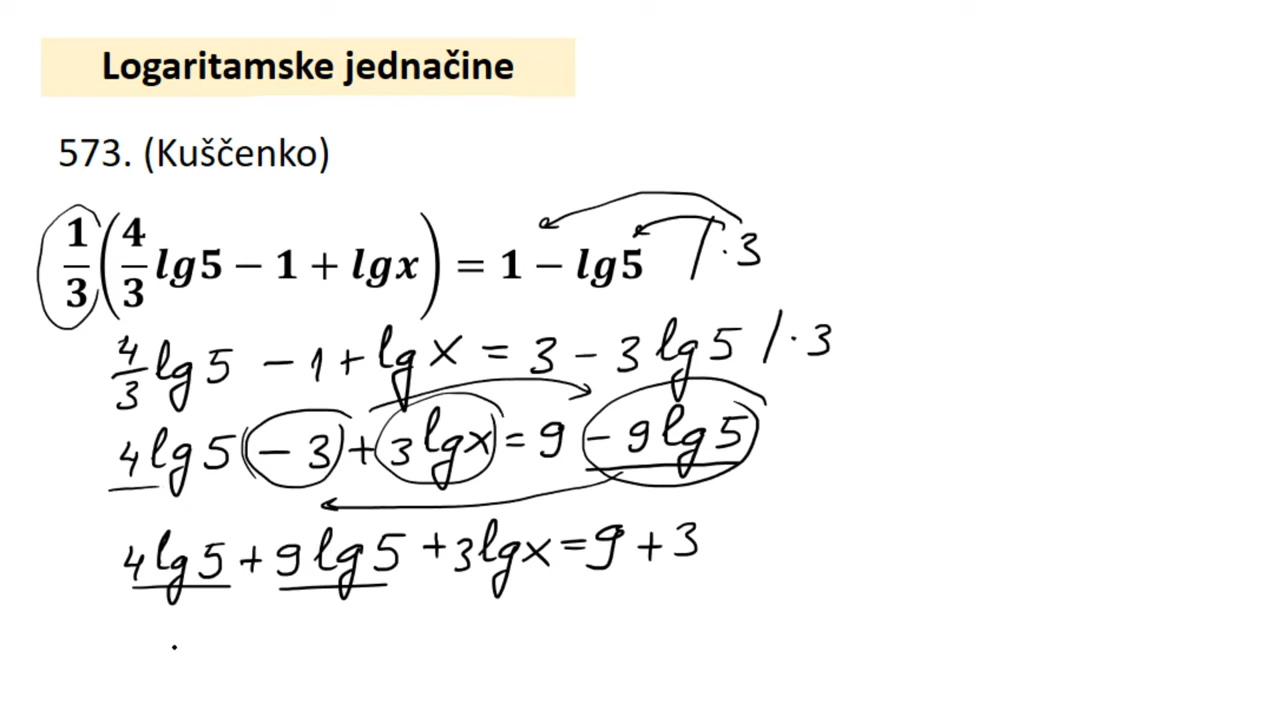 Logaritamske jednačine
573. (Kuščenko)
1/3 (4/3 lg5 − 1 + lgx) = 1 − lg5 /·3
4/3 lg5 − 1 + lgx = 3 − 3lg5 /·3
4lg5 − 3 + 3lgx = 9 − 9lg5
4lg5 + 9lg5 + 3lgx = 9 + 3